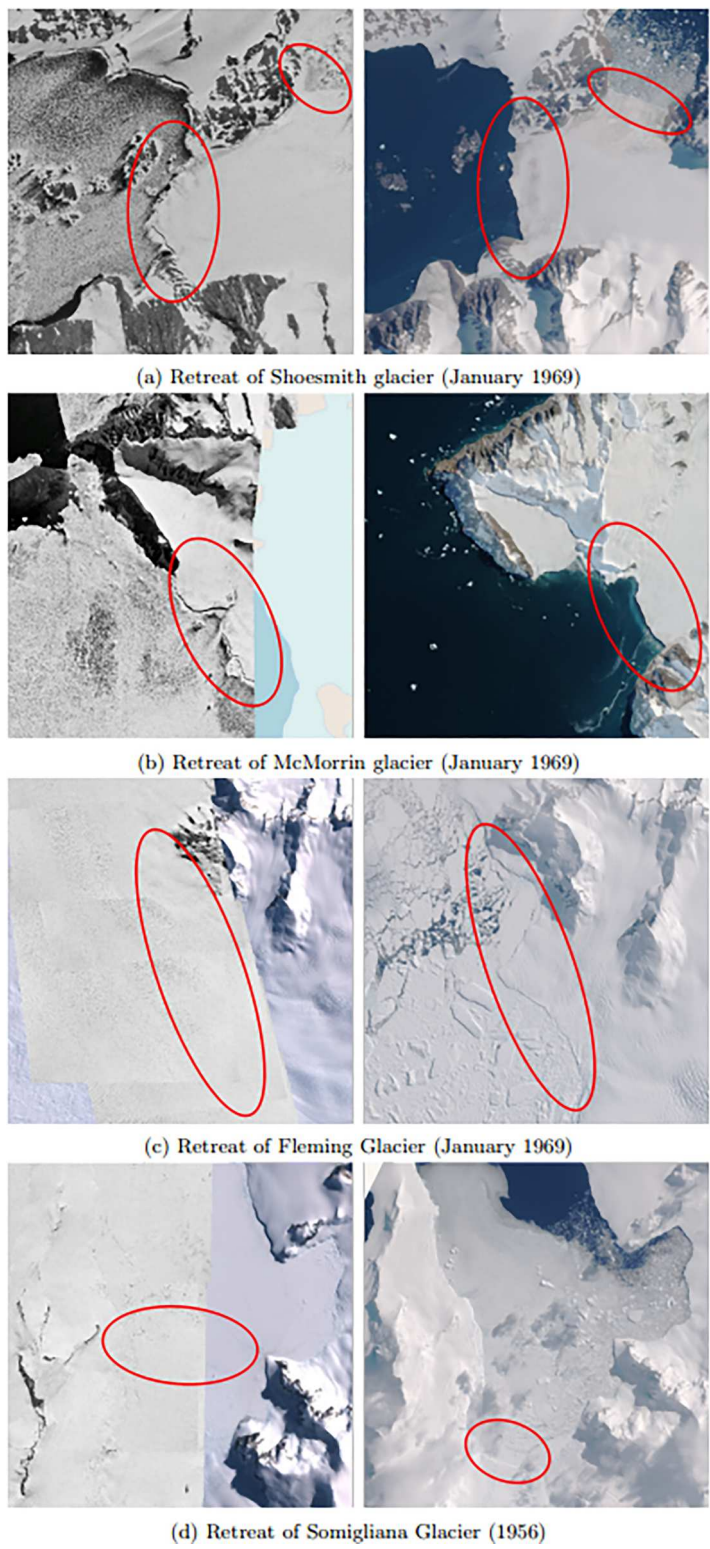 (a) Retreat of Shoesmith glacier (January 1969)
(b) Retreat of McMorrin glacier (January 1969)
(c) Retreat of Fleming Glacier (January 1969)
(d) Retreat of Somigliana Glacier (1956)